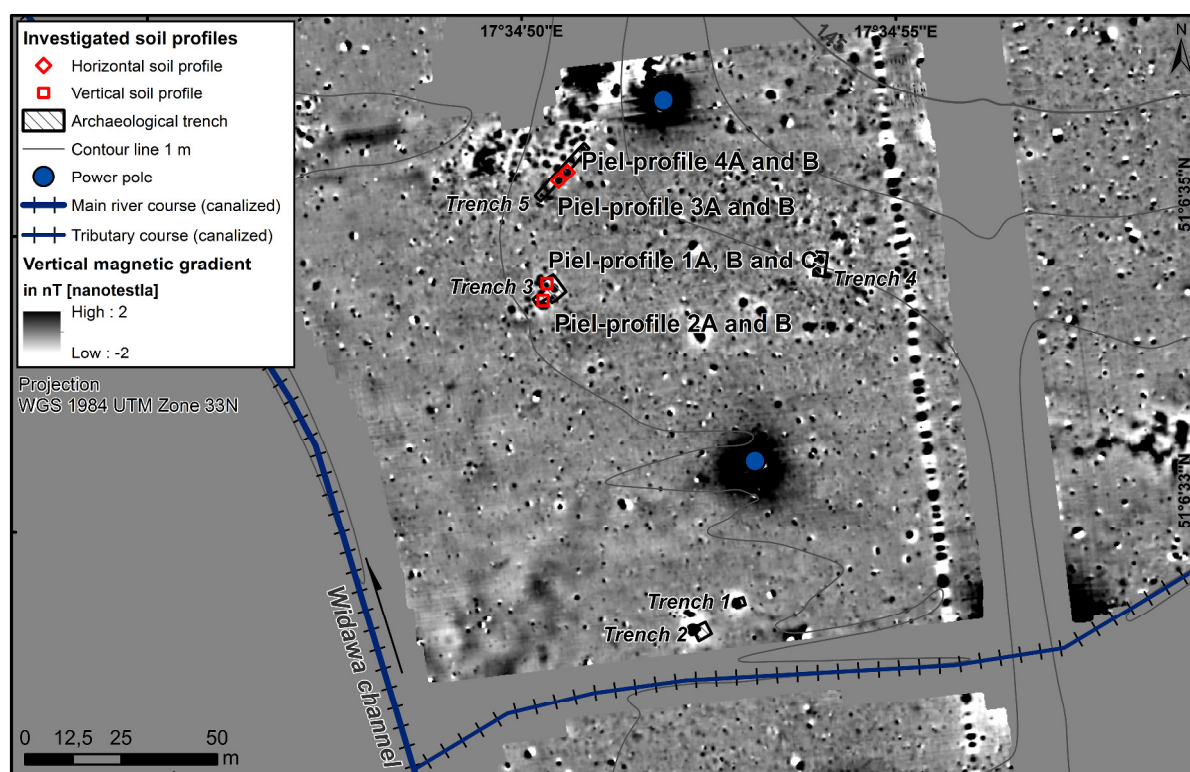 Investigated soil profiles
Horizontal soil profile
Vertical soil profile
Archaeological trench
Contour line 1 m
Power pole
Main river course (canalized)
Tributary course (canalized)
Vertical magnetic gradient
in nT [nanotestla]
High : 2
Low : -2
Projection
WGS 1984 UTM Zone 33N
17°34'50"E
17°34'55"E
N
145
51°6'35"N
51°6'33"N
Piel-profile 4A and B
Trench 5
Piel-profile 3A and B
Piel-profile 1A, B and C
Trench 3
Trench 4
Piel-profile 2A and B
Trench 1
Trench 2
Widawa channel
0 12,5 25 50
m